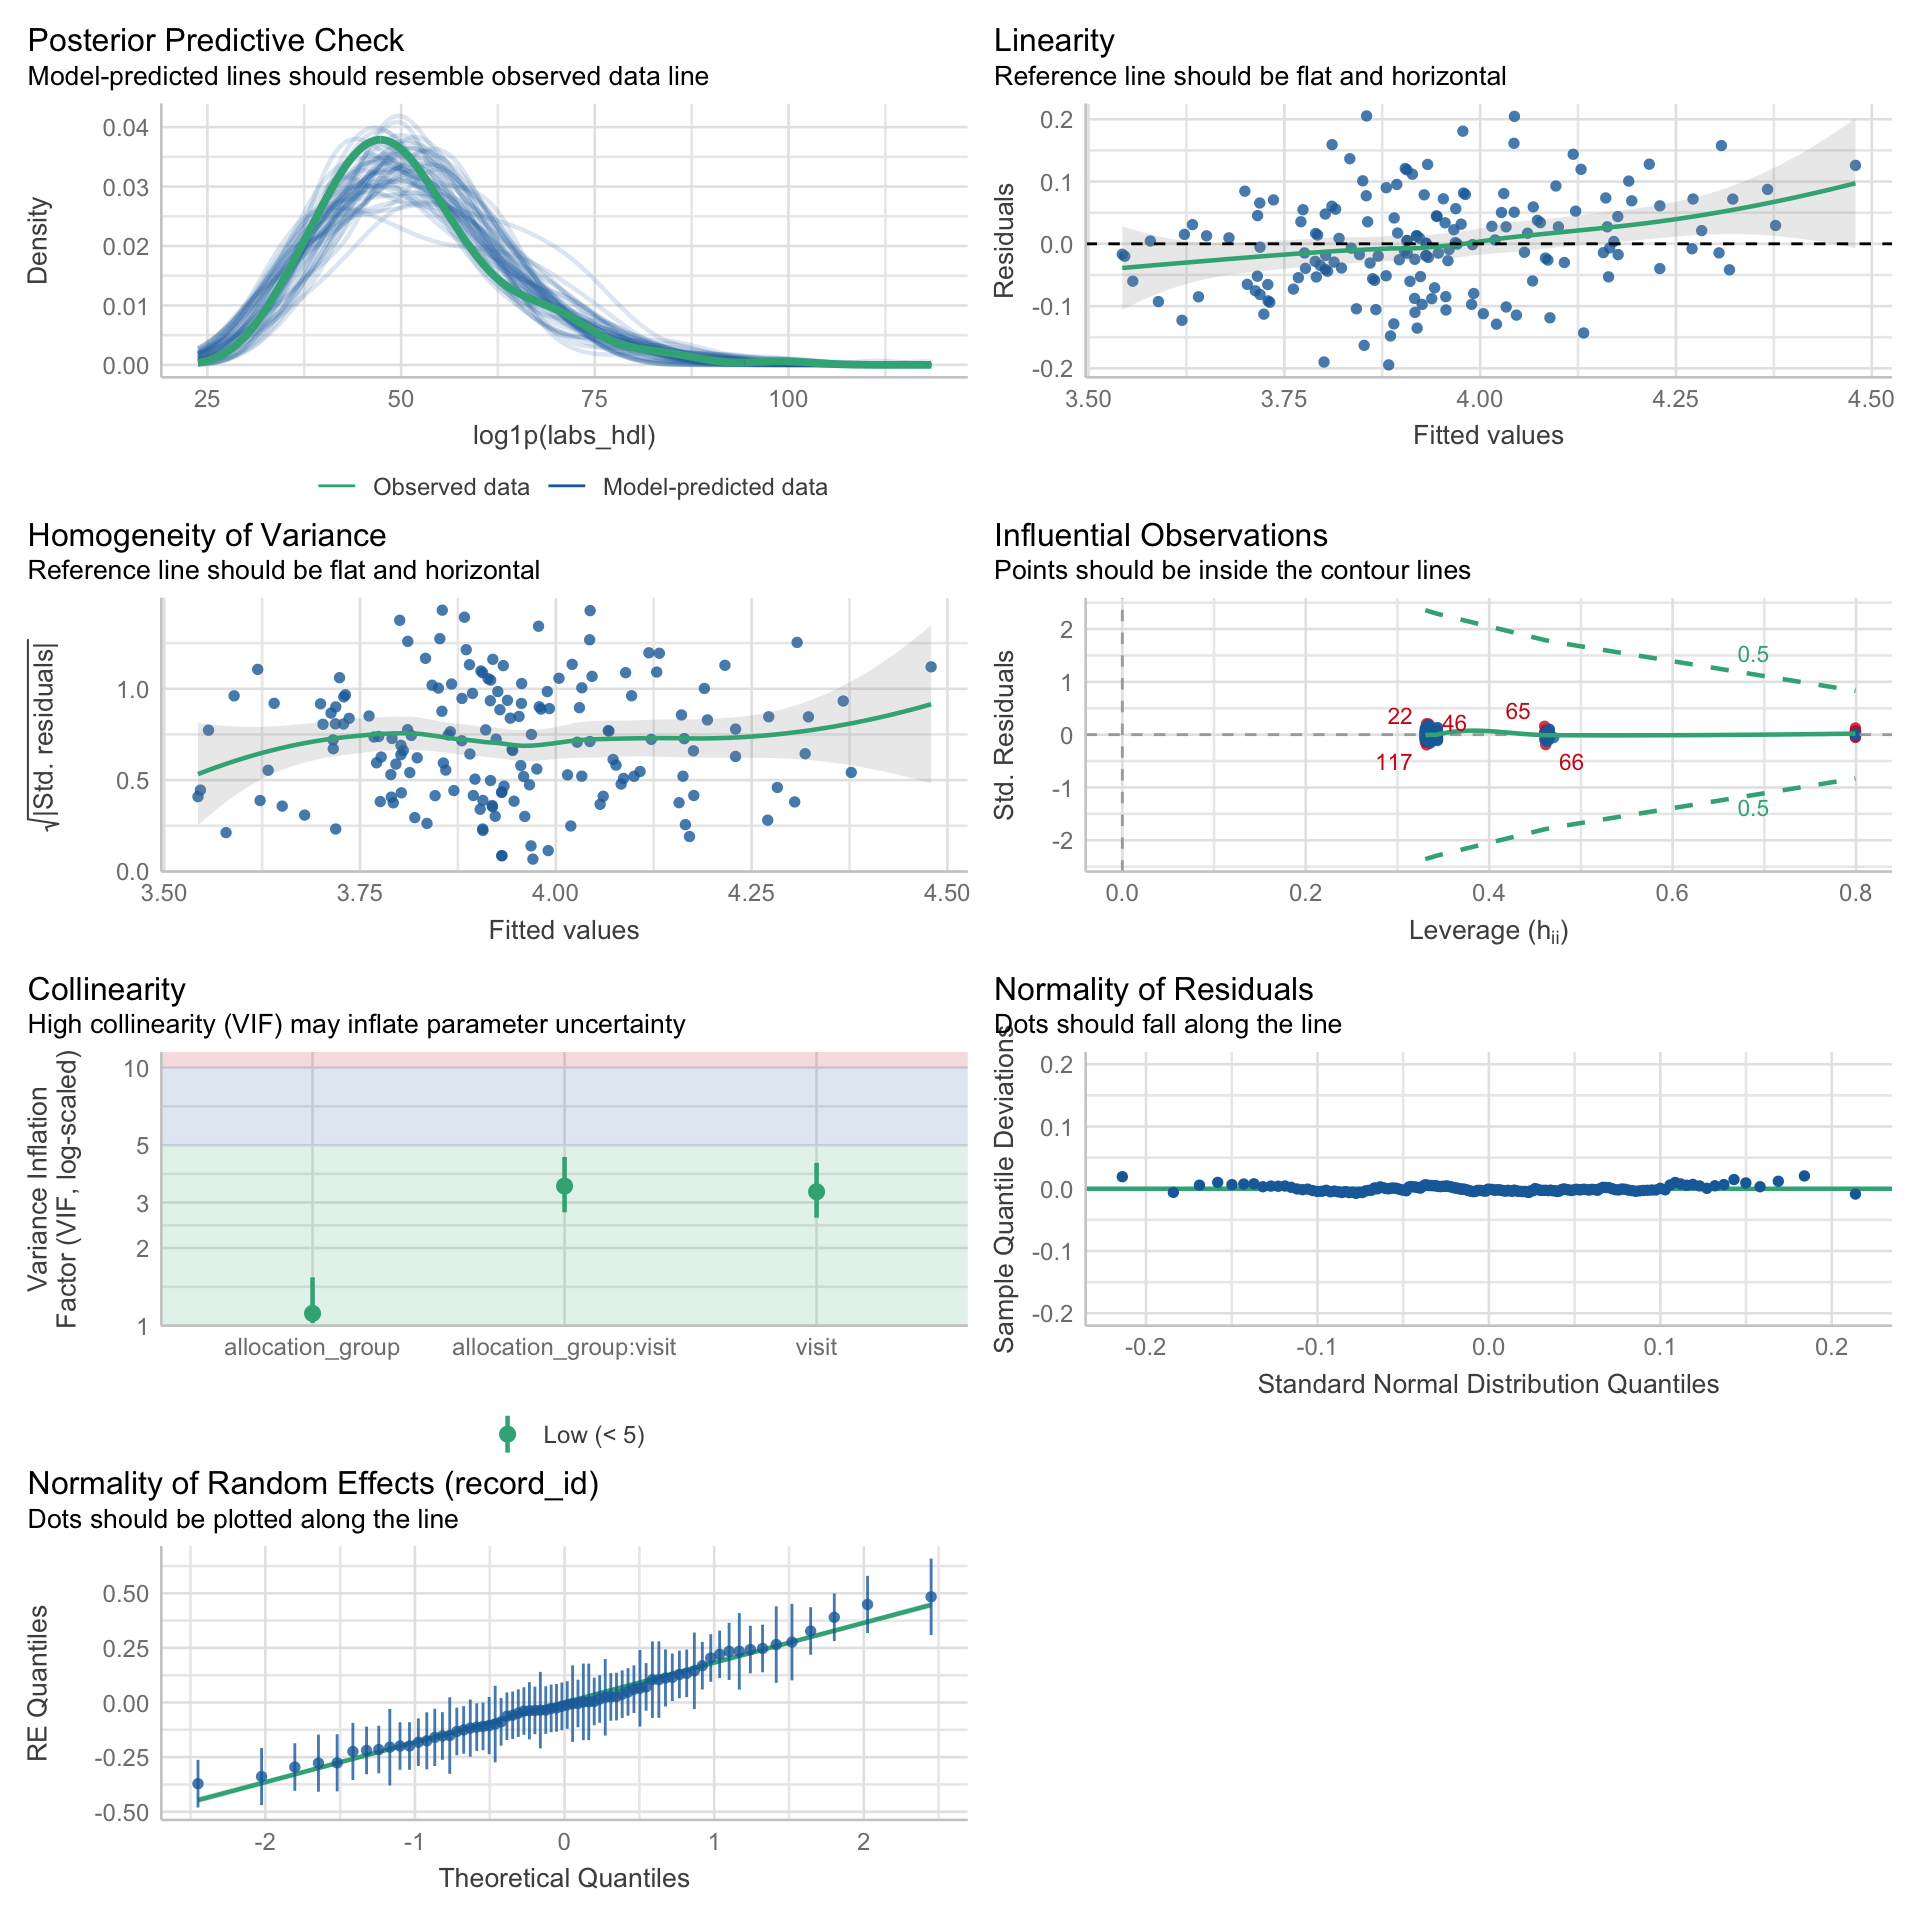 Posterior Predictive Check
Model-predicted lines should resemble observed data line
Density
0.04
0.03
0.02
0.01
0.00
25 50 75 100
log1p(labs_hdl)
Observed data Model-predicted data
Linearity
Reference line should be flat and horizontal
Residuals
0.2
0.1
0.0
-0.1
-0.2
3.50 3.75 4.00 4.25 4.50
Fitted values
Homogeneity of Variance
Reference line should be flat and horizontal
√|Std. residuals|
1.0
0.5
0.0
3.50 3.75 4.00 4.25 4.50
Fitted values
Influential Observations
Points should be inside the contour lines
Std. Residuals
2
1
0
-1
-2
0.5
22 46 65
117 66
0.5
0.0 0.2 0.4 0.6 0.8
Leverage (hii)
Collinearity
High collinearity (VIF) may inflate parameter uncertainty
Variance Inflation
Factor (VIF, log-scaled)
10
5
3
2
1
allocation_group allocation_group:visit visit
Low (< 5)
Normality of Residuals
Dots should fall along the line
Sample Quantile Deviations
0.2
0.1
0.0
-0.1
-0.2
-0.2 -0.1 0.0 0.1 0.2
Standard Normal Distribution Quantiles
Normality of Random Effects (record_id)
Dots should be plotted along the line
RE Quantiles
0.50
0.25
0.00
-0.25
-0.50
-2 -1 0 1 2
Theoretical Quantiles